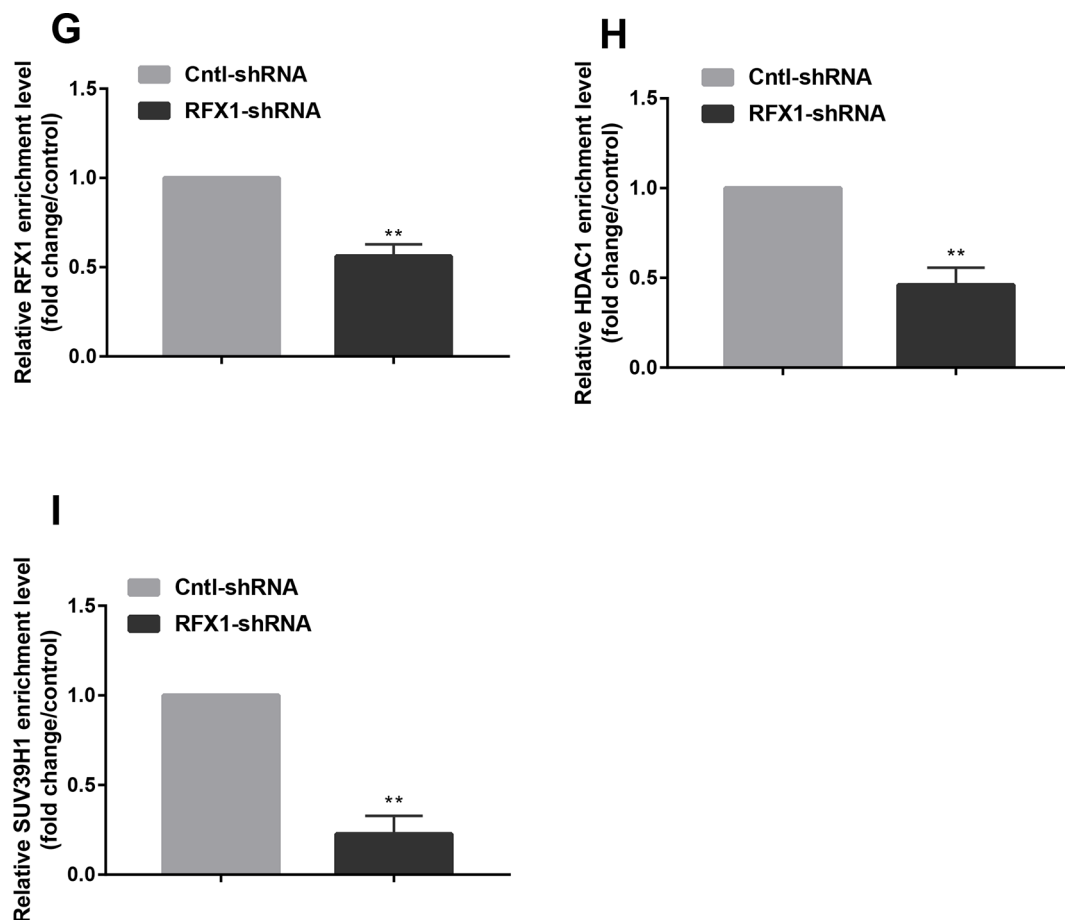 G
Relative RFX1 enrichment level
(fold change/control)
Cntl-shRNA
RFX1-shRNA
1.5
1.0
0.5
0.0
**
H
Relative HDAC1 enrichment level
(fold change/control)
Cntl-shRNA
RFX1-shRNA
1.5
1.0
0.5
0.0
**
I
Relative SUV39H1 enrichment level
(fold change/control)
Cntl-shRNA
RFX1-shRNA
1.5
1.0
0.5
0.0
**